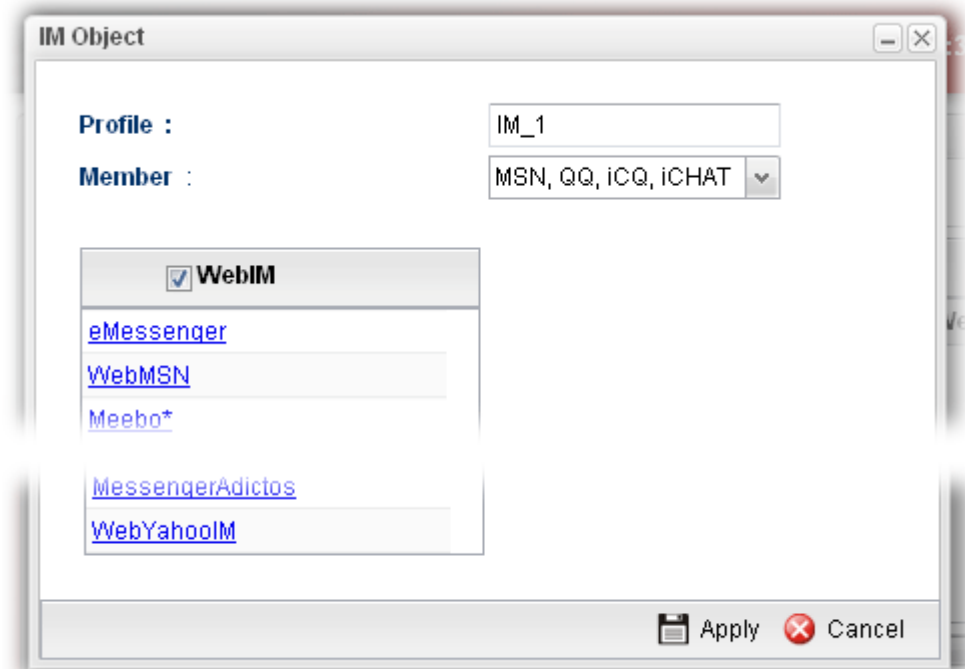 IM Object
Profile :
IM_1
Member :
MSN, QQ, iCQ, iCHAT
WebIM
eMessenger
WebMSN
Meebo*
MessengerAdictos
WebYahooIM
Apply
Cancel